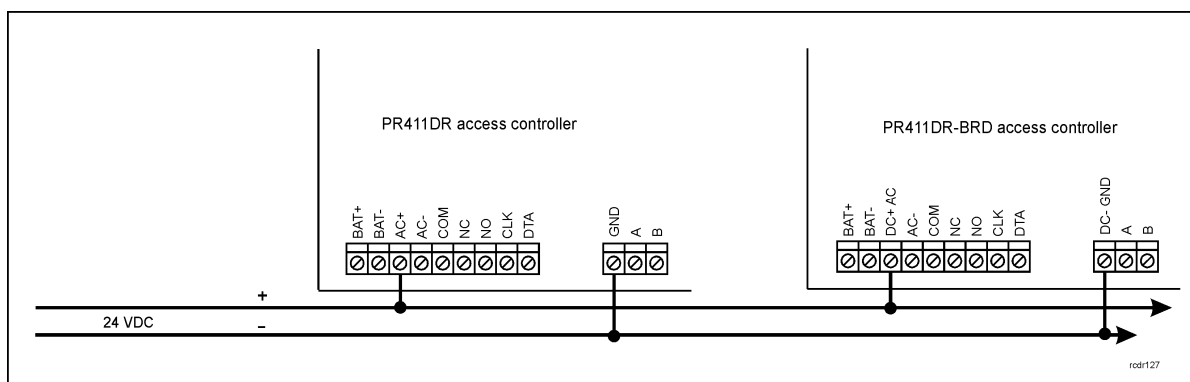 PR411DR access controller
PR411DR-BRD access controller
BAT+
BAT-
AC+
AC-
COM
NC
NO
CLK
DTA
GND
A
B
BAT+
BAT-
DC+ AC
AC-
COM
NC
NO
CLK
DTA
DC- GND
A
B
+
24 VDC
–
rcdr127